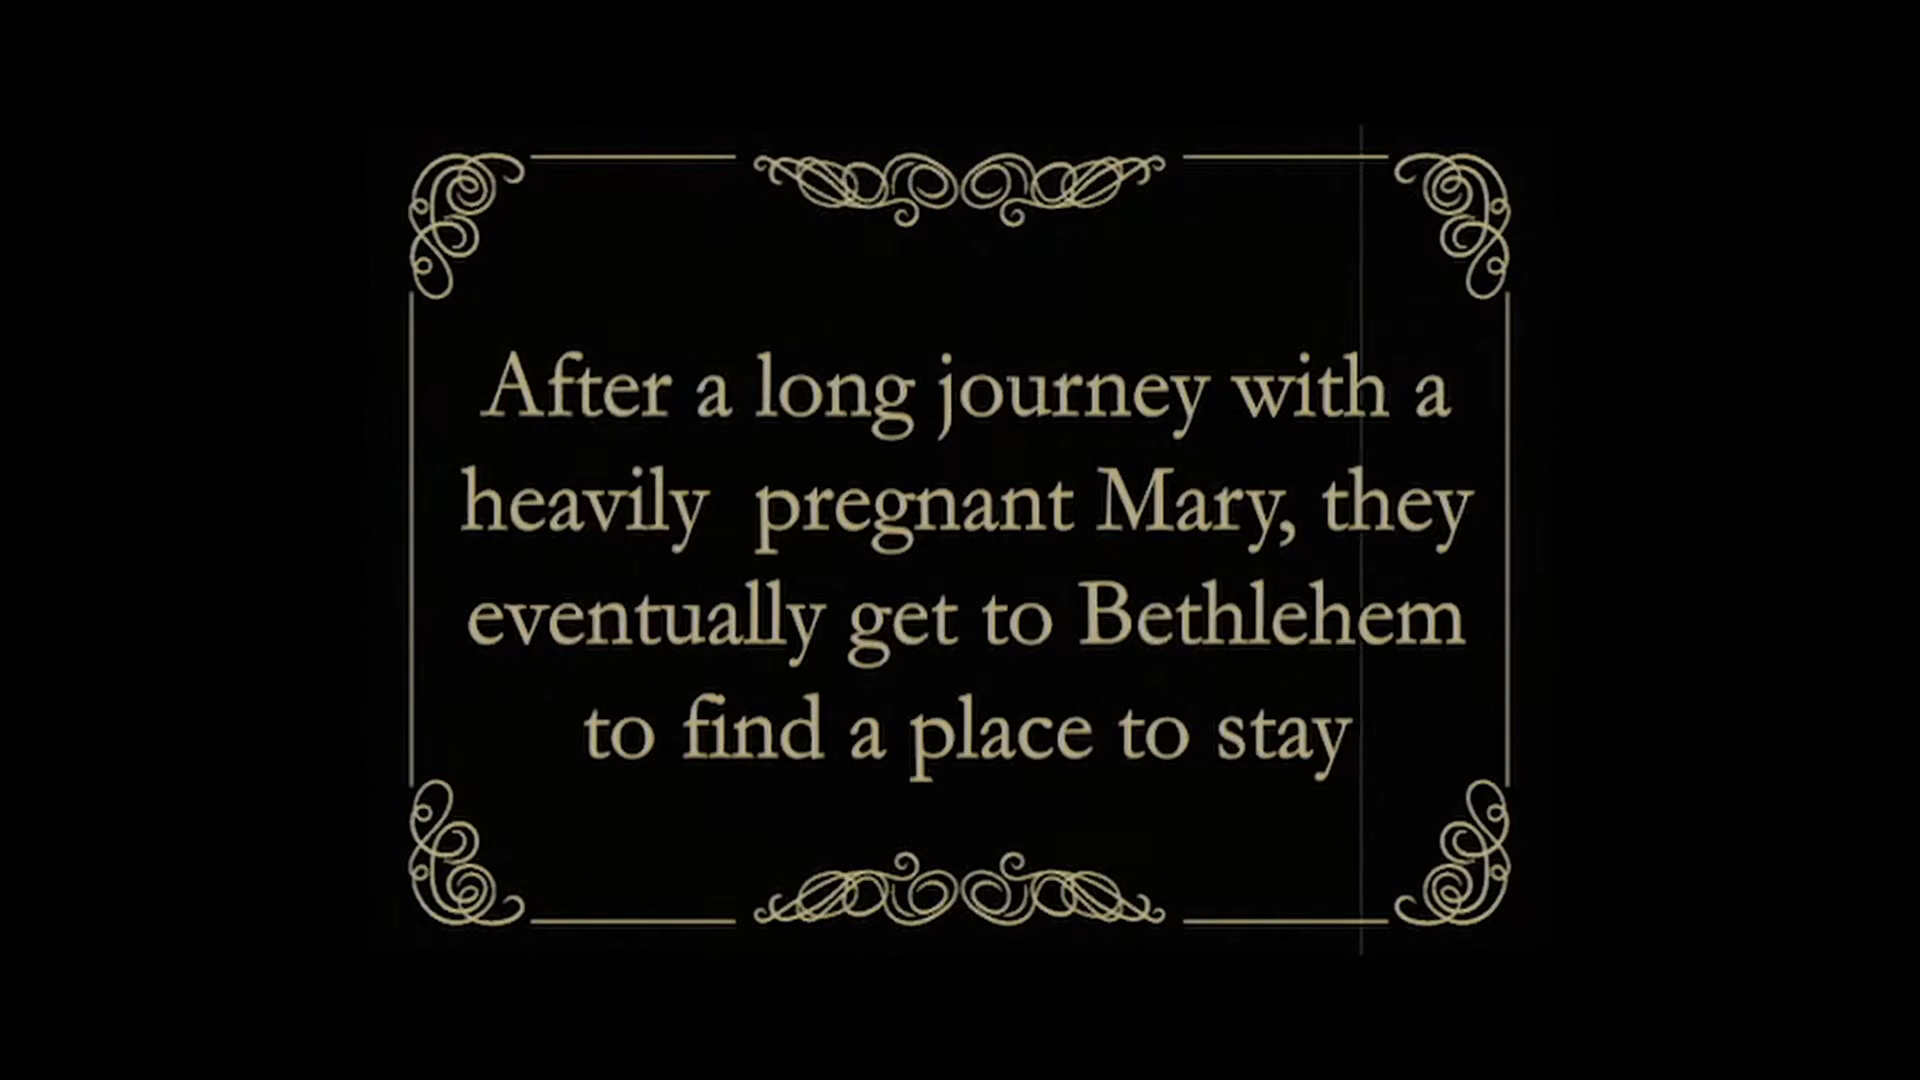 After a long journey with a
heavily  pregnant Mary, they
eventually get to Bethlehem
to find a place to stay